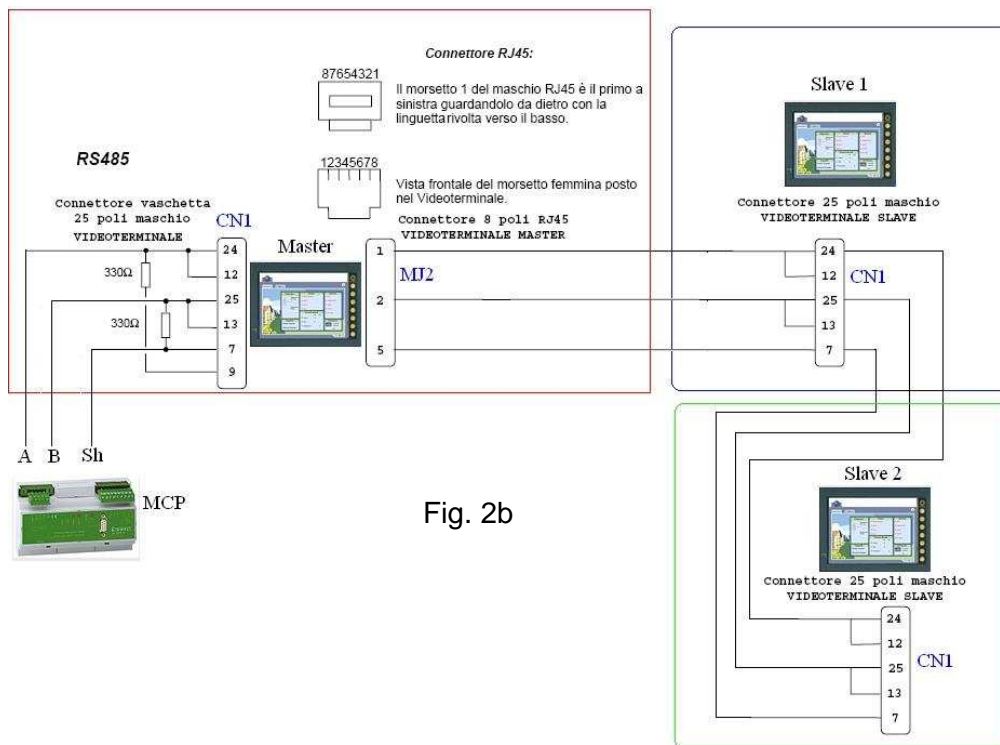 Connettore RJ45:
87654321
Il morsetto 1 del maschio RJ45 è il primo a
sinistra guardandolo da dietro con la
linguetta rivolta verso il basso.
RS485
12345678
Vista frontale del morsetto femmina posto
nel Videoterminale.
Connettore vaschetta
25 poli maschio
VIDEOTERMINALE
CN1
Master
Connettore 8 poli RJ45
VIDEOTERMINALE MASTER
MJ2
330Ω
330Ω
24
12
25
13
7
9
1
2
5
A B Sh
MCP
Fig. 2b
Slave 1
Connettore 25 poli maschio
VIDEOTERMINALE SLAVE
24
12
25
13
7
CN1
Slave 2
Connettore 25 poli maschio
VIDEOTERMINALE SLAVE
24
12
25
13
7
CN1